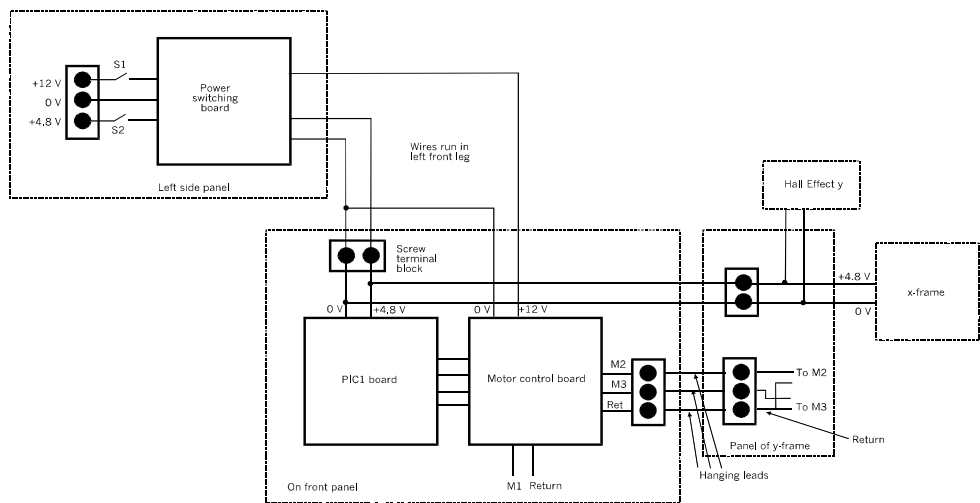 S1
+12 V
0 V
+4.8 V
S2
Power
switching
board
Left side panel
Wires run in
left front leg
Hall Effect y
Screw
terminal
block
+4.8 V
0 V
x-frame
0 V
+4.8 V
0 V
+12 V
PIC1 board
Motor control board
M2
M3
Ret
To M2
To M3
Return
Panel of y-frame
Hanging leads
M1
Return
On front panel